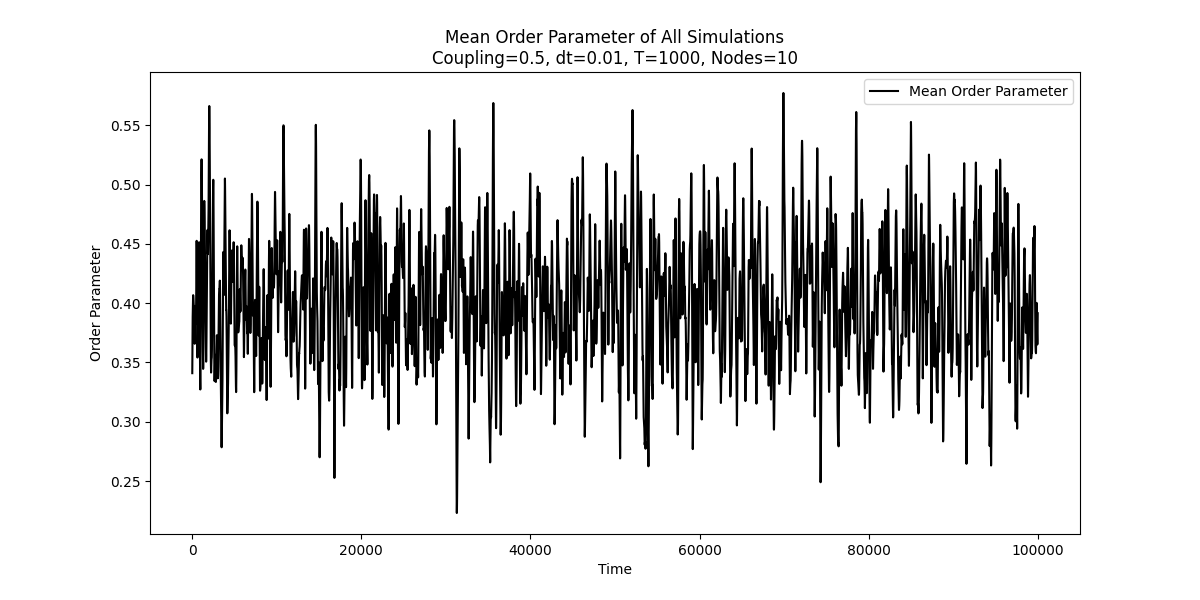 Mean Order Parameter of All Simulations
Coupling=0.5, dt=0.01, T=1000, Nodes=10
Mean Order Parameter
0.55
0.50
0.45
0.40
0.35
0.30
0.25
Order Parameter
0 20000 40000 60000 80000 100000
Time